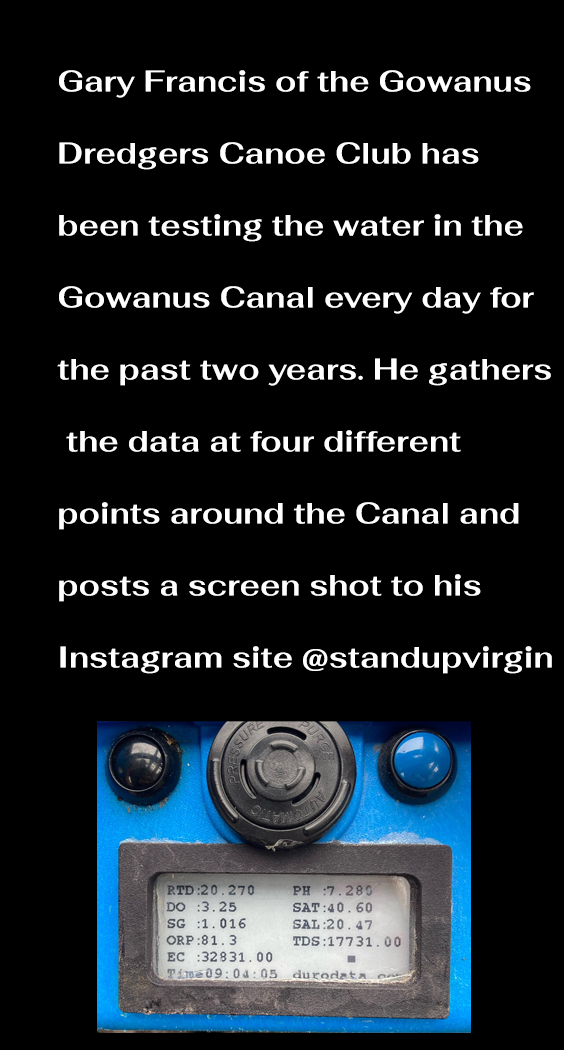 Gary Francis of the Gowanus
Dredgers Canoe Club has
been testing the water in the
Gowanus Canal every day for
the past two years. He gathers
the data at four different
points around the Canal and
posts a screen shot to his
Instagram site @standupvirgin
PRESSURE PURGE
AUTOMATIC
RTD:20.270 PH :7.280
DO :3.25 SAT:40.60
SG :1.016 SAL:20.47
ORP:81.3 TDS:17731.00
EC :32831.00
Time09:04:05 durodata.co